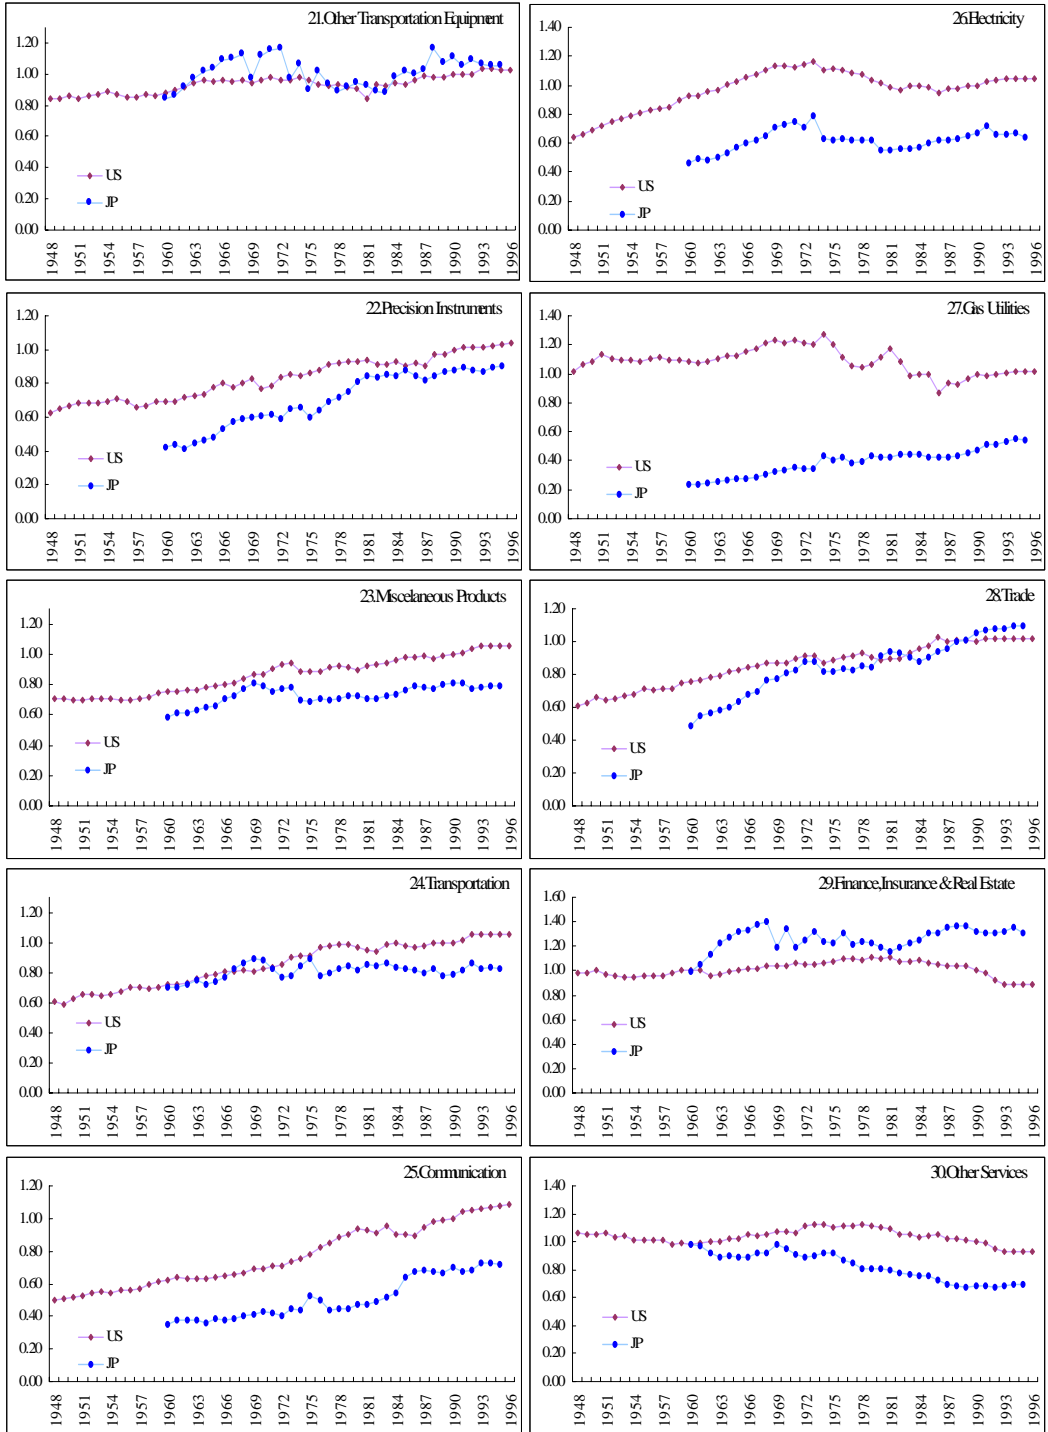 21.Other Transportation Equipment
1.20
1.00
0.80
0.60
0.40
0.20
0.00
US
JP
1948 1951 1954 1957 1960 1963 1966 1969 1972 1975 1978 1981 1984 1987 1990 1993 1996
22.Precision Instruments
1.20
1.00
0.80
0.60
0.40
0.20
0.00
US
JP
1948 1951 1954 1957 1960 1963 1966 1969 1972 1975 1978 1981 1984 1987 1990 1993 1996
23.Miscelaneous Products
1.20
1.00
0.80
0.60
0.40
0.20
0.00
US
JP
1948 1951 1954 1957 1960 1963 1966 1969 1972 1975 1978 1981 1984 1987 1990 1993 1996
24.Transportation
1.20
1.00
0.80
0.60
0.40
0.20
0.00
US
JP
1948 1951 1954 1957 1960 1963 1966 1969 1972 1975 1978 1981 1984 1987 1990 1993 1996
25.Communication
1.20
1.00
0.80
0.60
0.40
0.20
0.00
US
JP
1948 1951 1954 1957 1960 1963 1966 1969 1972 1975 1978 1981 1984 1987 1990 1993 1996
26.Electricity
1.40
1.20
1.00
0.80
0.60
0.40
0.20
0.00
US
JP
1948 1951 1954 1957 1960 1963 1966 1969 1972 1975 1978 1981 1984 1987 1990 1993 1996
27.Gas Utilities
1.40
1.20
1.00
0.80
0.60
0.40
0.20
0.00
US
JP
1948 1951 1954 1957 1960 1963 1966 1969 1972 1975 1978 1981 1984 1987 1990 1993 1996
28.Trade
1.20
1.00
0.80
0.60
0.40
0.20
0.00
US
JP
1948 1951 1954 1957 1960 1963 1966 1969 1972 1975 1978 1981 1984 1987 1990 1993 1996
29.Finance,Insurance & Real Estate
1.60
1.40
1.20
1.00
0.80
0.60
0.40
0.20
0.00
US
JP
1948 1951 1954 1957 1960 1963 1966 1969 1972 1975 1978 1981 1984 1987 1990 1993 1996
30.Other Services
1.40
1.20
1.00
0.80
0.60
0.40
0.20
0.00
US
JP
1948 1951 1954 1957 1960 1963 1966 1969 1972 1975 1978 1981 1984 1987 1990 1993 1996